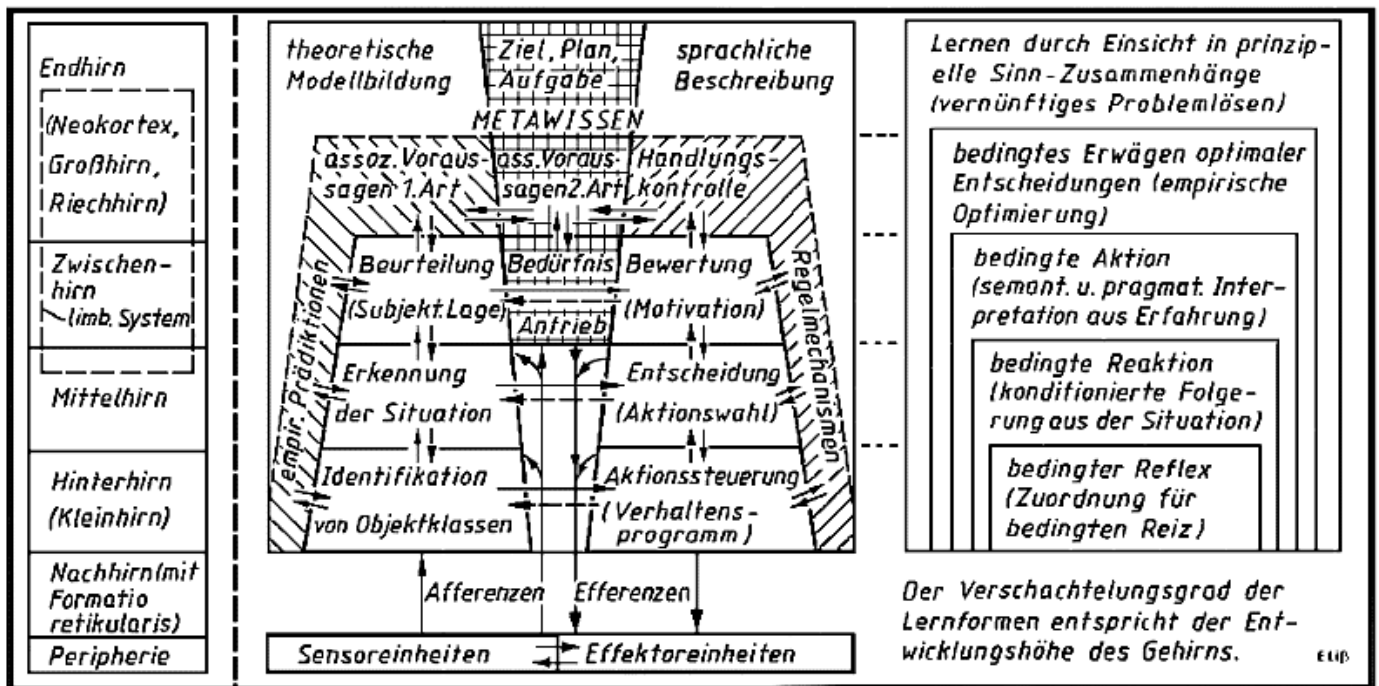 Endhirn
(Neokortex,
Großhirn,
Riechhirn)
Zwischen-
hirn
limb. System
Mittelhirn
Hinterhirn
(Kleinhirn)
Nachhirn (mit
Formatio
retikularis)
Peripherie
theoretische
Modellbildung
Ziel, Plan,
Aufgabe
sprachliche
Beschreibung
METAWISSEN
assoz. Voraus-
sagen 1. Art
ass. Voraus-
sagen 2. Art
Handlungs-
kontrolle
empir. Prädiktionen
Beurteilung
(Subjekt. Lage)
Bedürfnis
Antrieb
Bewertung
(Motivation)
Regelmechanismen
Erkennung
der Situation
Entscheidung
(Aktionswahl)
Identifikation
von Objektklassen
Aktionssteuerung
(Verhaltens-
programm)
Afferenzen
Efferenzen
Sensoreinheiten
Effektoreinheiten
Lernen durch Einsicht in prinzip-
ielle Sinn-Zusammenhänge
(vernünftiges Problemlösen)
bedingtes Erwägen optimaler
Entscheidungen (empirische
Optimierung)
bedingte Aktion
(semant. u. pragmat. Inter-
pretation aus Erfahrung)
bedingte Reaktion
(konditionierte Folge-
rung aus der Situation)
bedingter Reflex
(Zuordnung für
bedingten Reiz)
Der Verschachtelungsgrad der
Lernformen entspricht der Ent-
wicklungshöhe des Gehirns.
Eliß